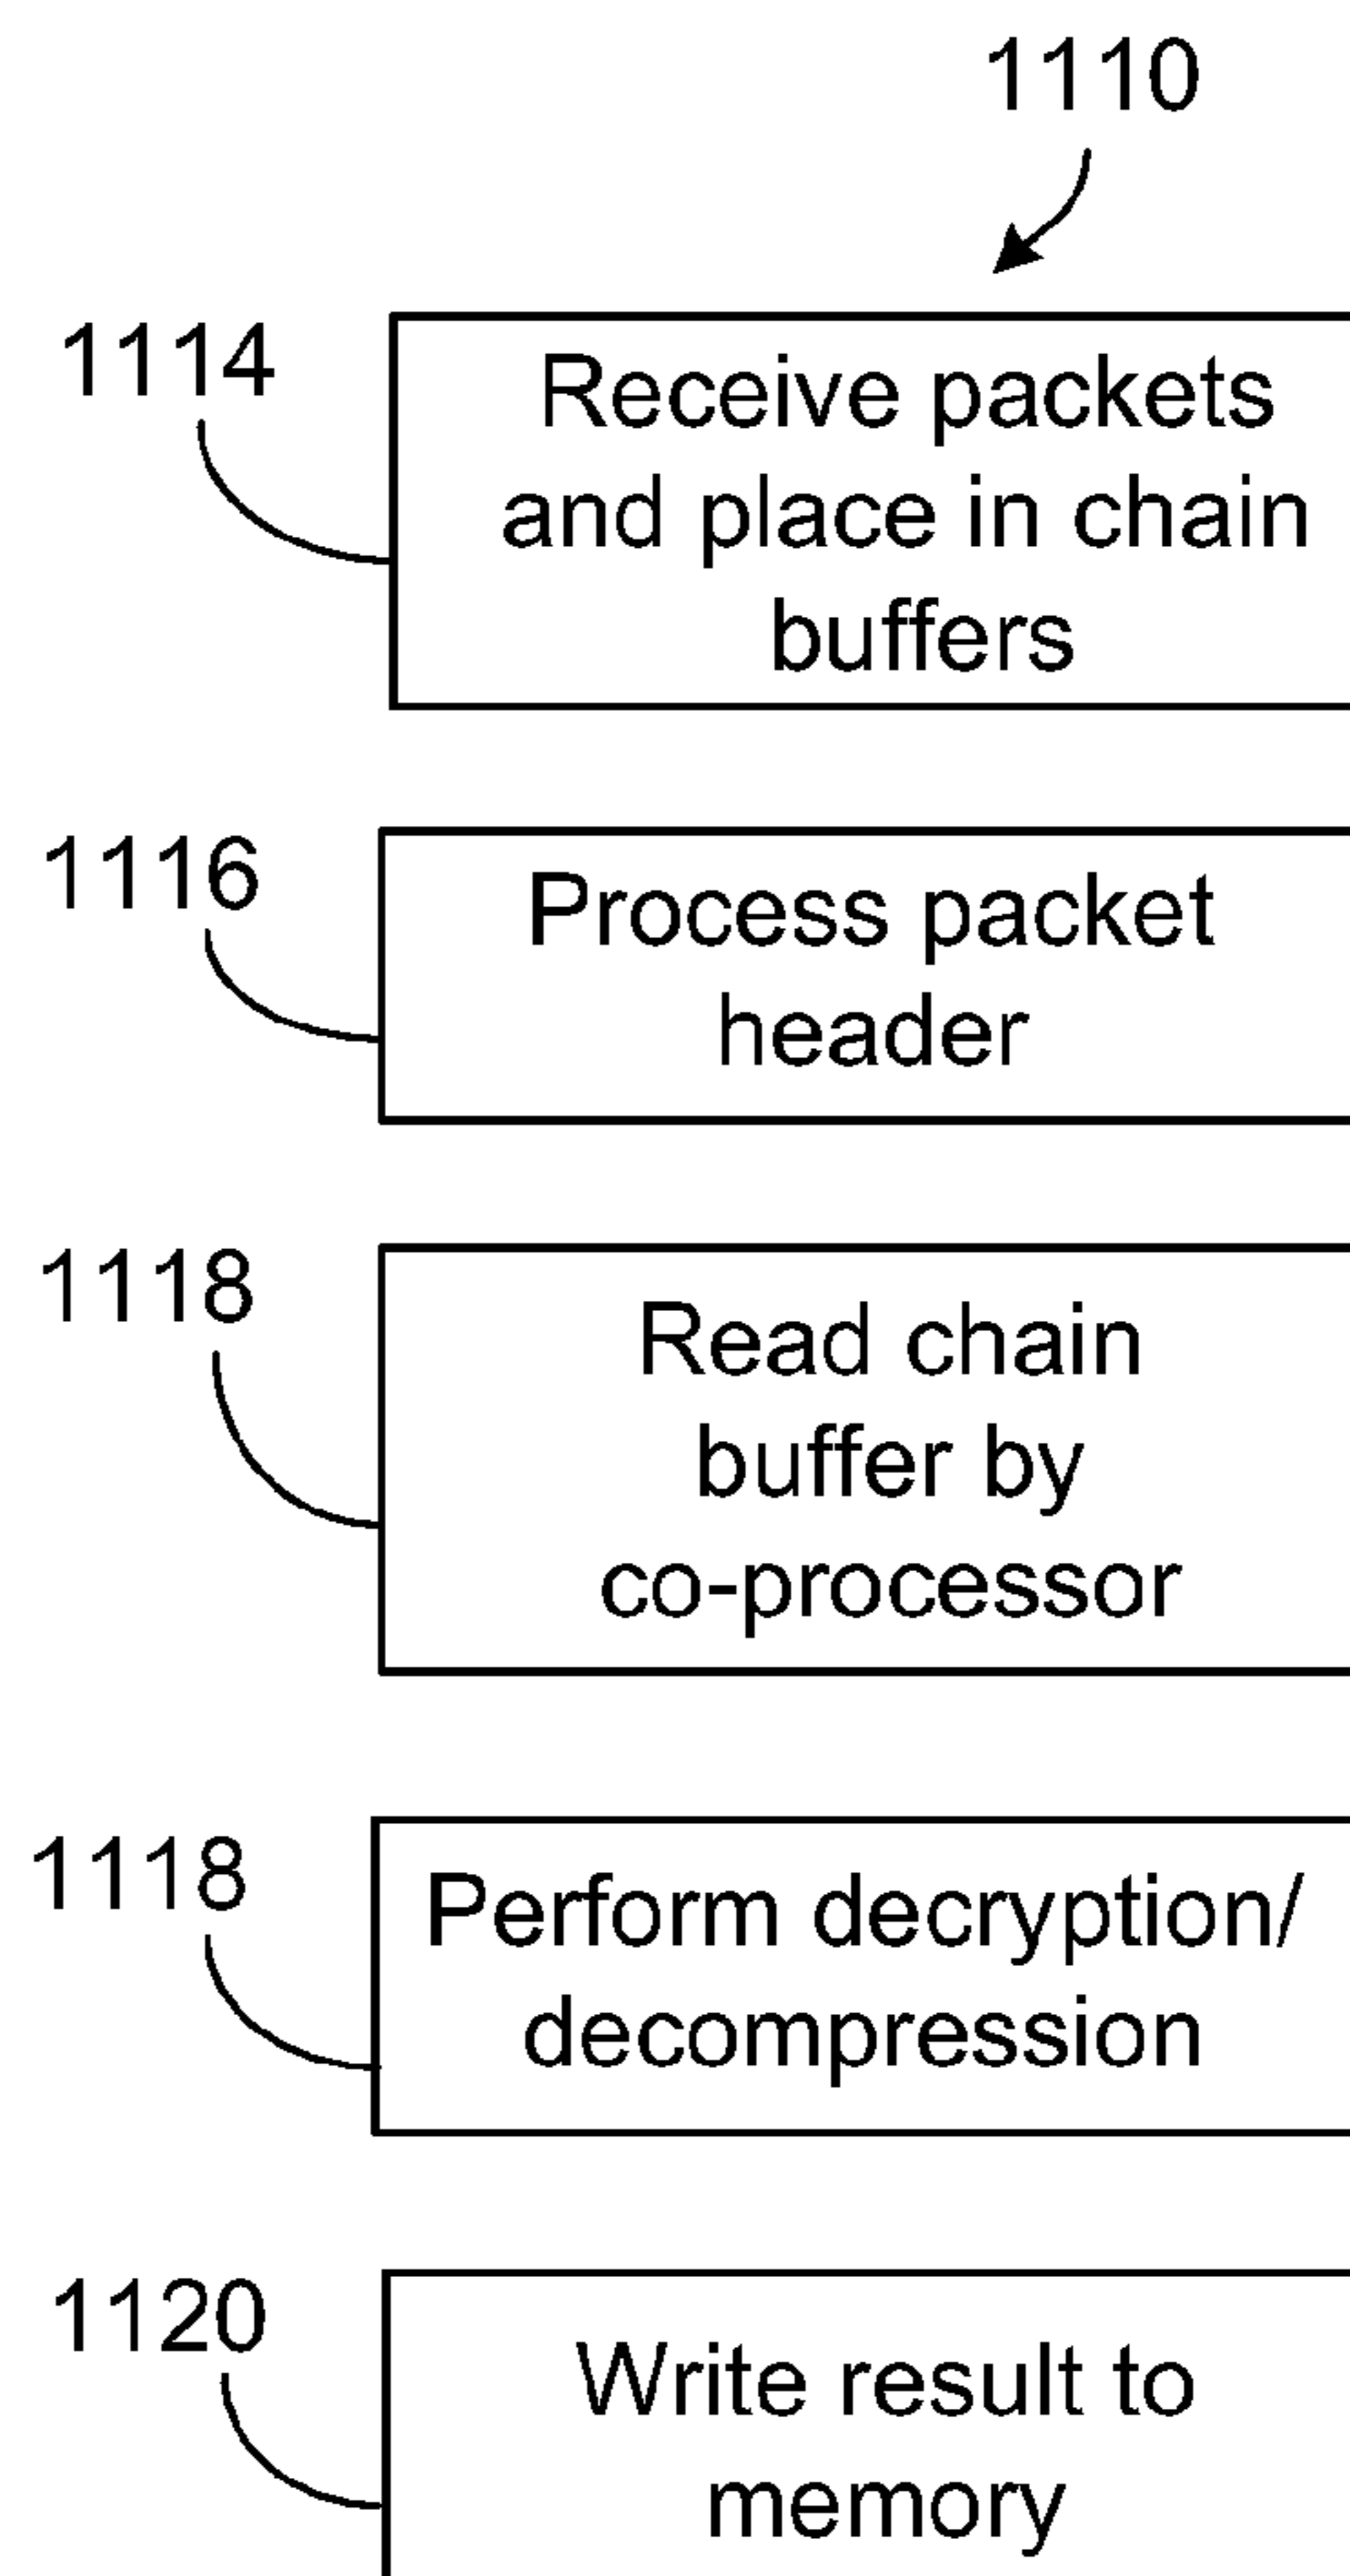 1110
1114
Receive packets
and place in chain
buffers
1116
Process packet
header
1118
Read chain
buffer by
co-processor
1118
Perform decryption/
decompression
1120
Write result to
memory